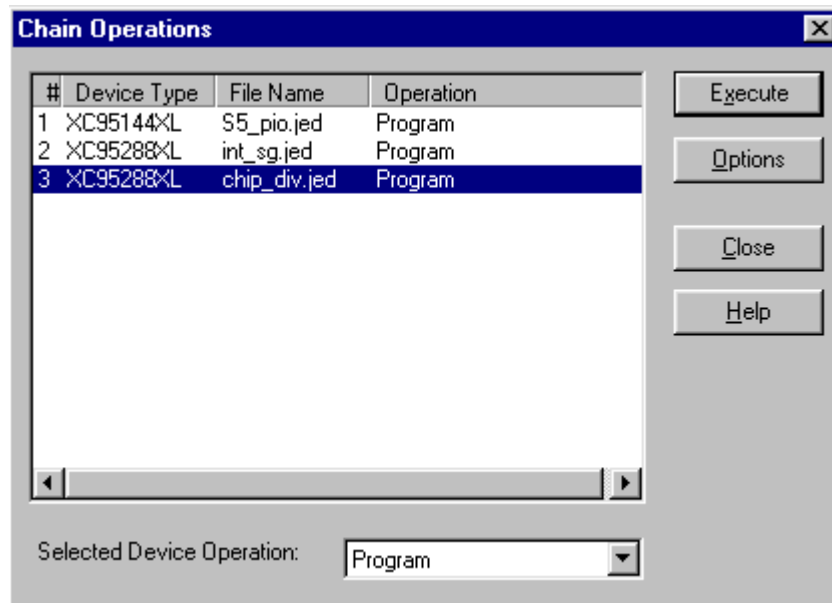 Chain Operations
# Device Type File Name Operation
1 XC95144XL S5_pio.jed Program
2 XC95288XL int_sg.jed Program
3 XC95288XL chip_div.jed Program
Execute
Options
Close
Help
Selected Device Operation: Program